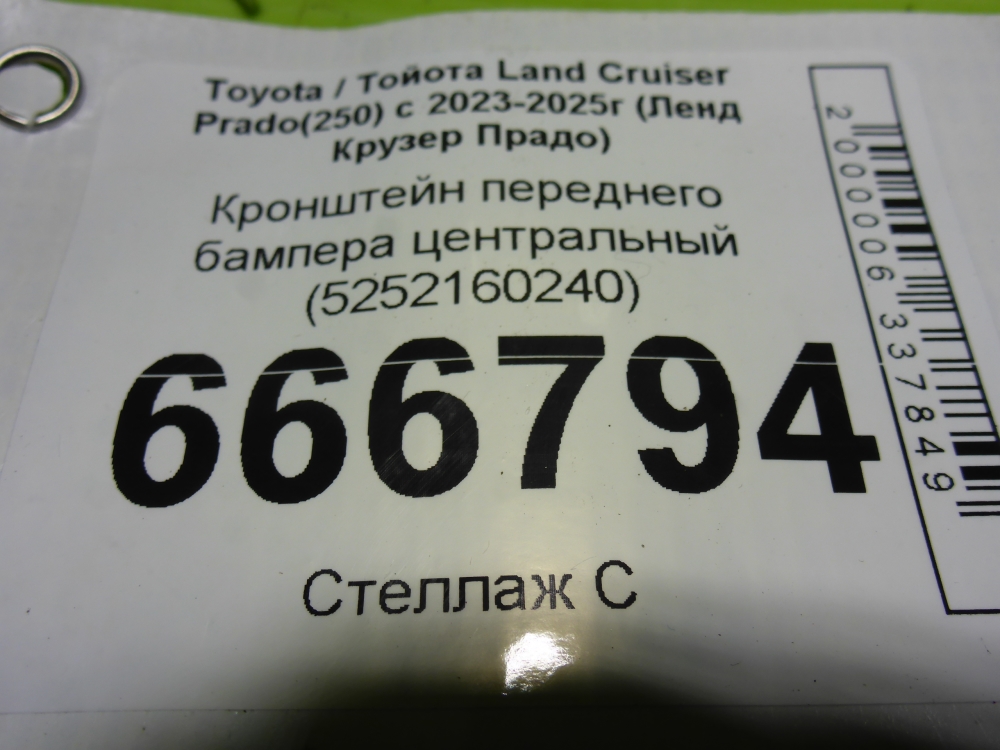 Toyota / Тойота Land Cruiser
Prado(250) с 2023-2025г (Ленд
Крузер Прадо)
Кронштейн переднего
бампера центральный
(5252160240)
666794
Стеллаж С
2000006337849